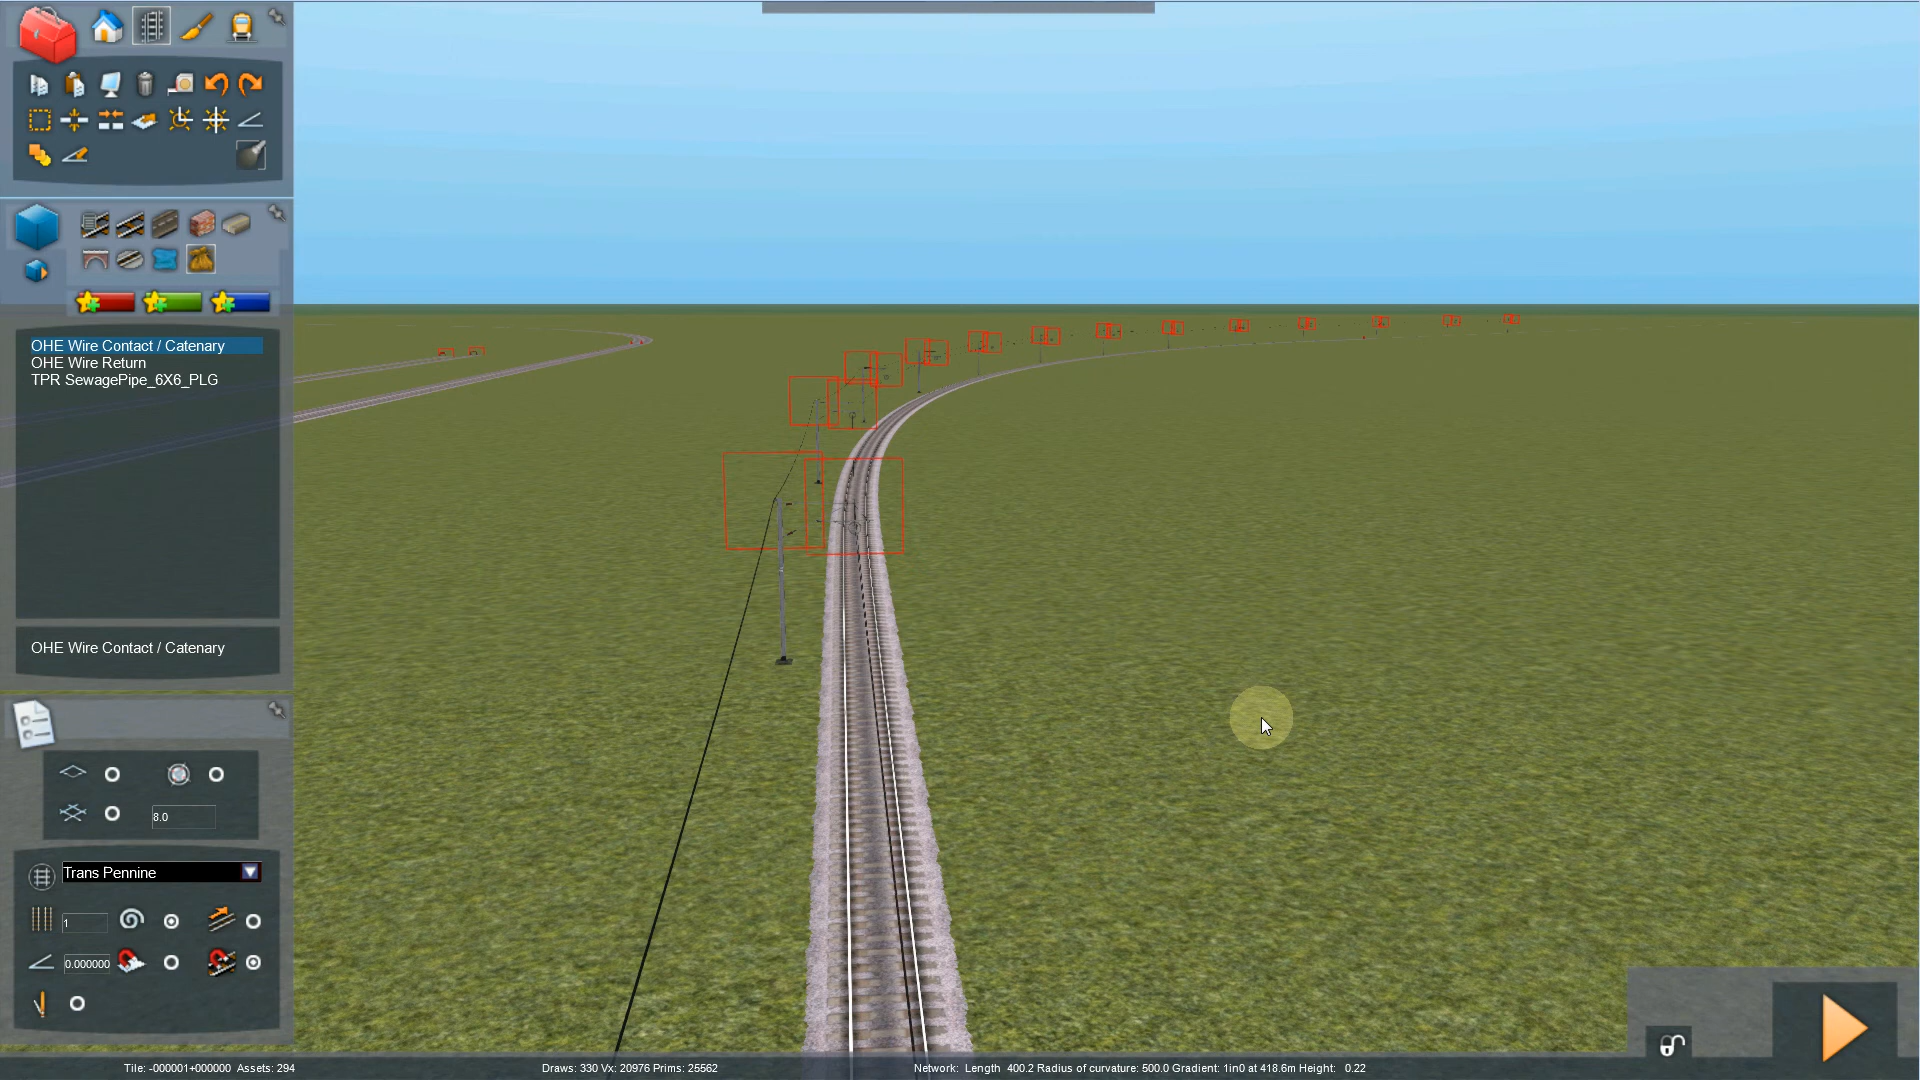 OHE Wire Contact / Catenary
OHE Wire Return
TPR SewagePipe_6X6_PLG
OHE Wire Contact / Catenary
8.0
Trans Pennine
1
0.000000
Tile: -000001+000000 Assets: 294
Draws: 330 Vx: 20976 Prims: 25562
Network: Length 400.2 Radius of curvature: 500.0 Gradient: 1in0 at 418.6m Height: 0.22